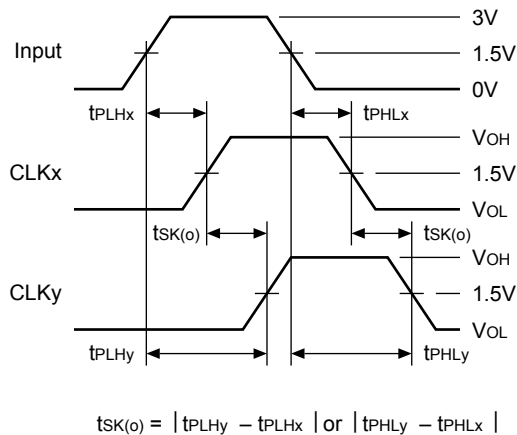 3V
Input
1.5V
0V
tPLHx
tPHLx
VOH
CLKx
1.5V
VOL
tSK(o)
tSK(o)
VOH
CLKy
1.5V
VOL
tPLHy
tPHLy
tSK(o) = | tPLHy – tPLHx | or | tPHLy – tPHLx |